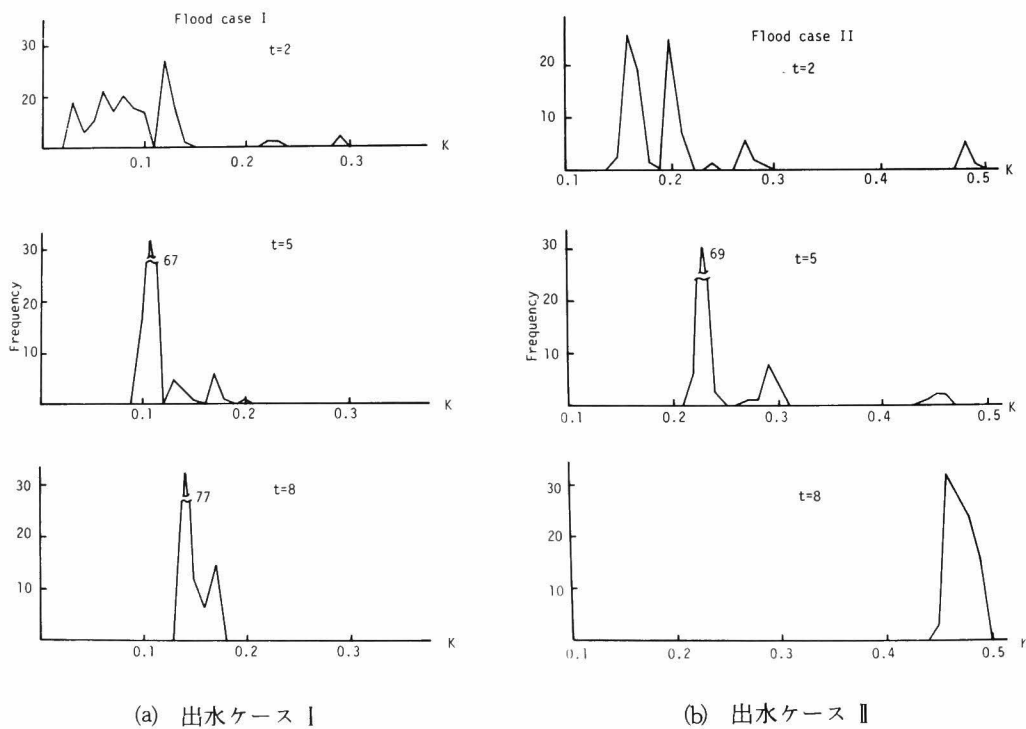 Flood case I
t=2
30
20
0.1
0.2
0.3
K
t=5
67
30
20
10
Frequency
0.1
0.2
0.3
K
t=8
77
30
20
10
0.1
0.2
0.3
K
(a) 出水ケース Ⅰ
Flood case II
t=2
20
10
0.1
0.2
0.3
0.4
0.5
K
t=5
69
30
20
10
Frequency
0.1
0.2
0.3
0.4
0.5
K
t=8
30
20
10
0.1
0.2
0.3
0.4
0.5
(b) 出水ケース Ⅱ